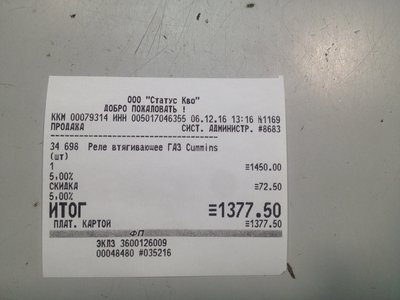 ООО "Статус Кво"
ДОБРО ПОЖАЛОВАТЬ !
ККМ 00079314 ИНН 005017046355 06.12.16 13:16 №1169
ПРОДАЖА СИСТ. АДМИНИСТР. #8683
34 698 Реле втягивающее ГАЗ Cummins
(шт)
1 ≡1450.00
5,00%
СКИДКА ≡72.50
5,00%
ИТОГ ≡1377.50
ПЛАТ. КАРТОЙ ≡1377.50
ФП
ЭКЛЗ 3600126009
00048480 #035216